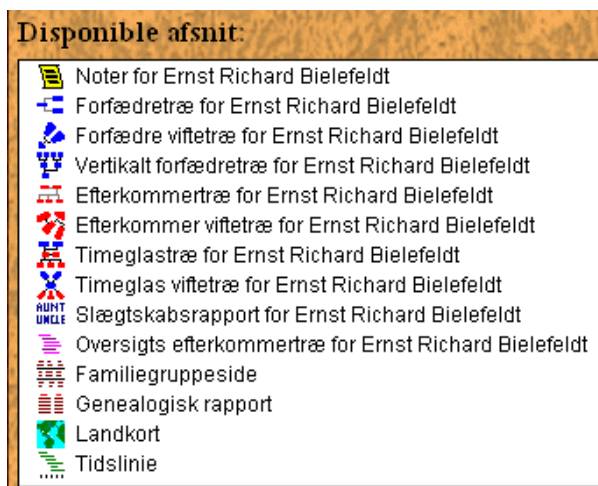 Disponible afsnit:
Noter for Ernst Richard Bielefeldt
Forfædretræ for Ernst Richard Bielefeldt
Forfædre viftetræ for Ernst Richard Bielefeldt
Vertikalt forfædretræ for Ernst Richard Bielefeldt
Efterkommertræ for Ernst Richard Bielefeldt
Efterkommer viftetræ for Ernst Richard Bielefeldt
Timeglastræ for Ernst Richard Bielefeldt
Timeglas viftetræ for Ernst Richard Bielefeldt
AUNT UNCLE Slægtskabsrapport for Ernst Richard Bielefeldt
Oversigts efterkommertræ for Ernst Richard Bielefeldt
Familiegruppeside
Genealogisk rapport
Landkort
Tidslinie